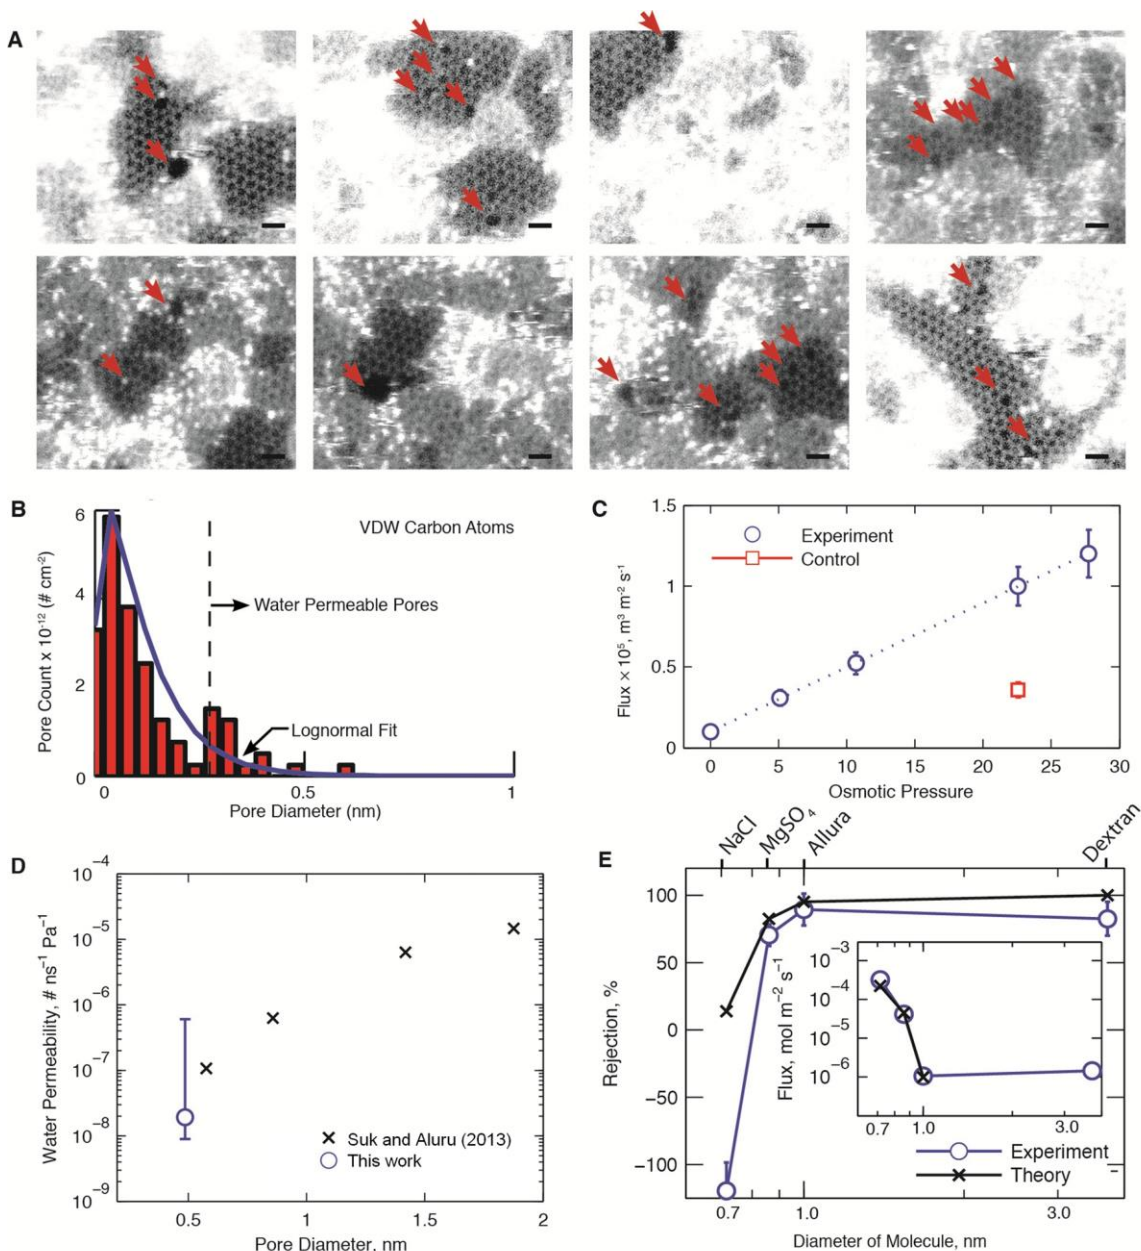 A
B
6
4
2
0
Pore Count x 10⁻¹² (# cm⁻²)
VDW Carbon Atoms
Water Permeable Pores
Lognormal Fit
0
0.5
1
Pore Diameter (nm)
C
1.5
1
0.5
0
Flux × 10⁵, m³ m⁻² s⁻¹
Experiment
Control
0
5
10
15
20
25
30
Osmotic Pressure
D
10⁻⁴
10⁻⁵
10⁻⁶
10⁻⁷
10⁻⁸
10⁻⁹
Water Permeability, # ns⁻¹ Pa⁻¹
Suk and Aluru (2013)
This work
0.5
1
1.5
2
Pore Diameter, nm
E
NaCl
MgSO₄
Allura
Dextran
100
50
0
−50
−100
Rejection, %
10⁻³
10⁻⁴
10⁻⁵
10⁻⁶
Flux, mol m⁻² s⁻¹
0.7
1.0
3.0
Experiment
Theory
0.7
1.0
3.0
Diameter of Molecule, nm